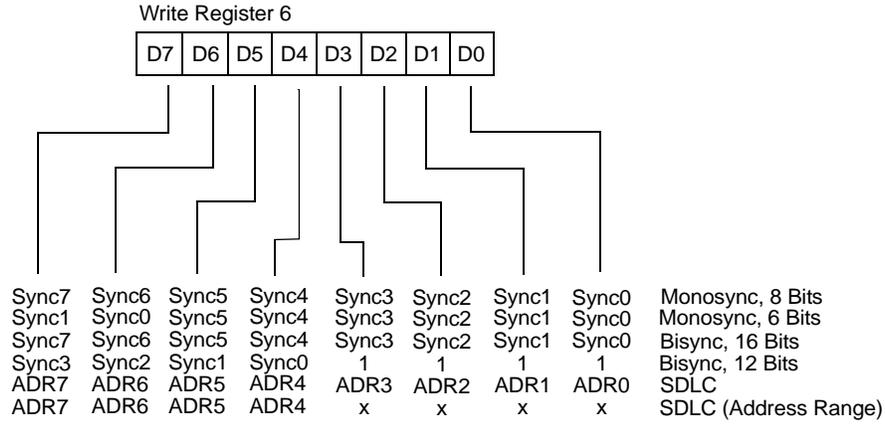 Write Register 6
D7 D6 D5 D4 D3 D2 D1 D0
Sync7 Sync6 Sync5 Sync4 Sync3 Sync2 Sync1 Sync0 Monosync, 8 Bits
Sync1 Sync0 Sync5 Sync4 Sync3 Sync2 Sync1 Sync0 Monosync, 6 Bits
Sync7 Sync6 Sync5 Sync4 Sync3 Sync2 Sync1 Sync0 Bisync, 16 Bits
Sync3 Sync2 Sync1 Sync0 1 1 1 1 Bisync, 12 Bits
ADR7 ADR6 ADR5 ADR4 ADR3 ADR2 ADR1 ADR0 SDLC
ADR7 ADR6 ADR5 ADR4 x x x x SDLC (Address Range)